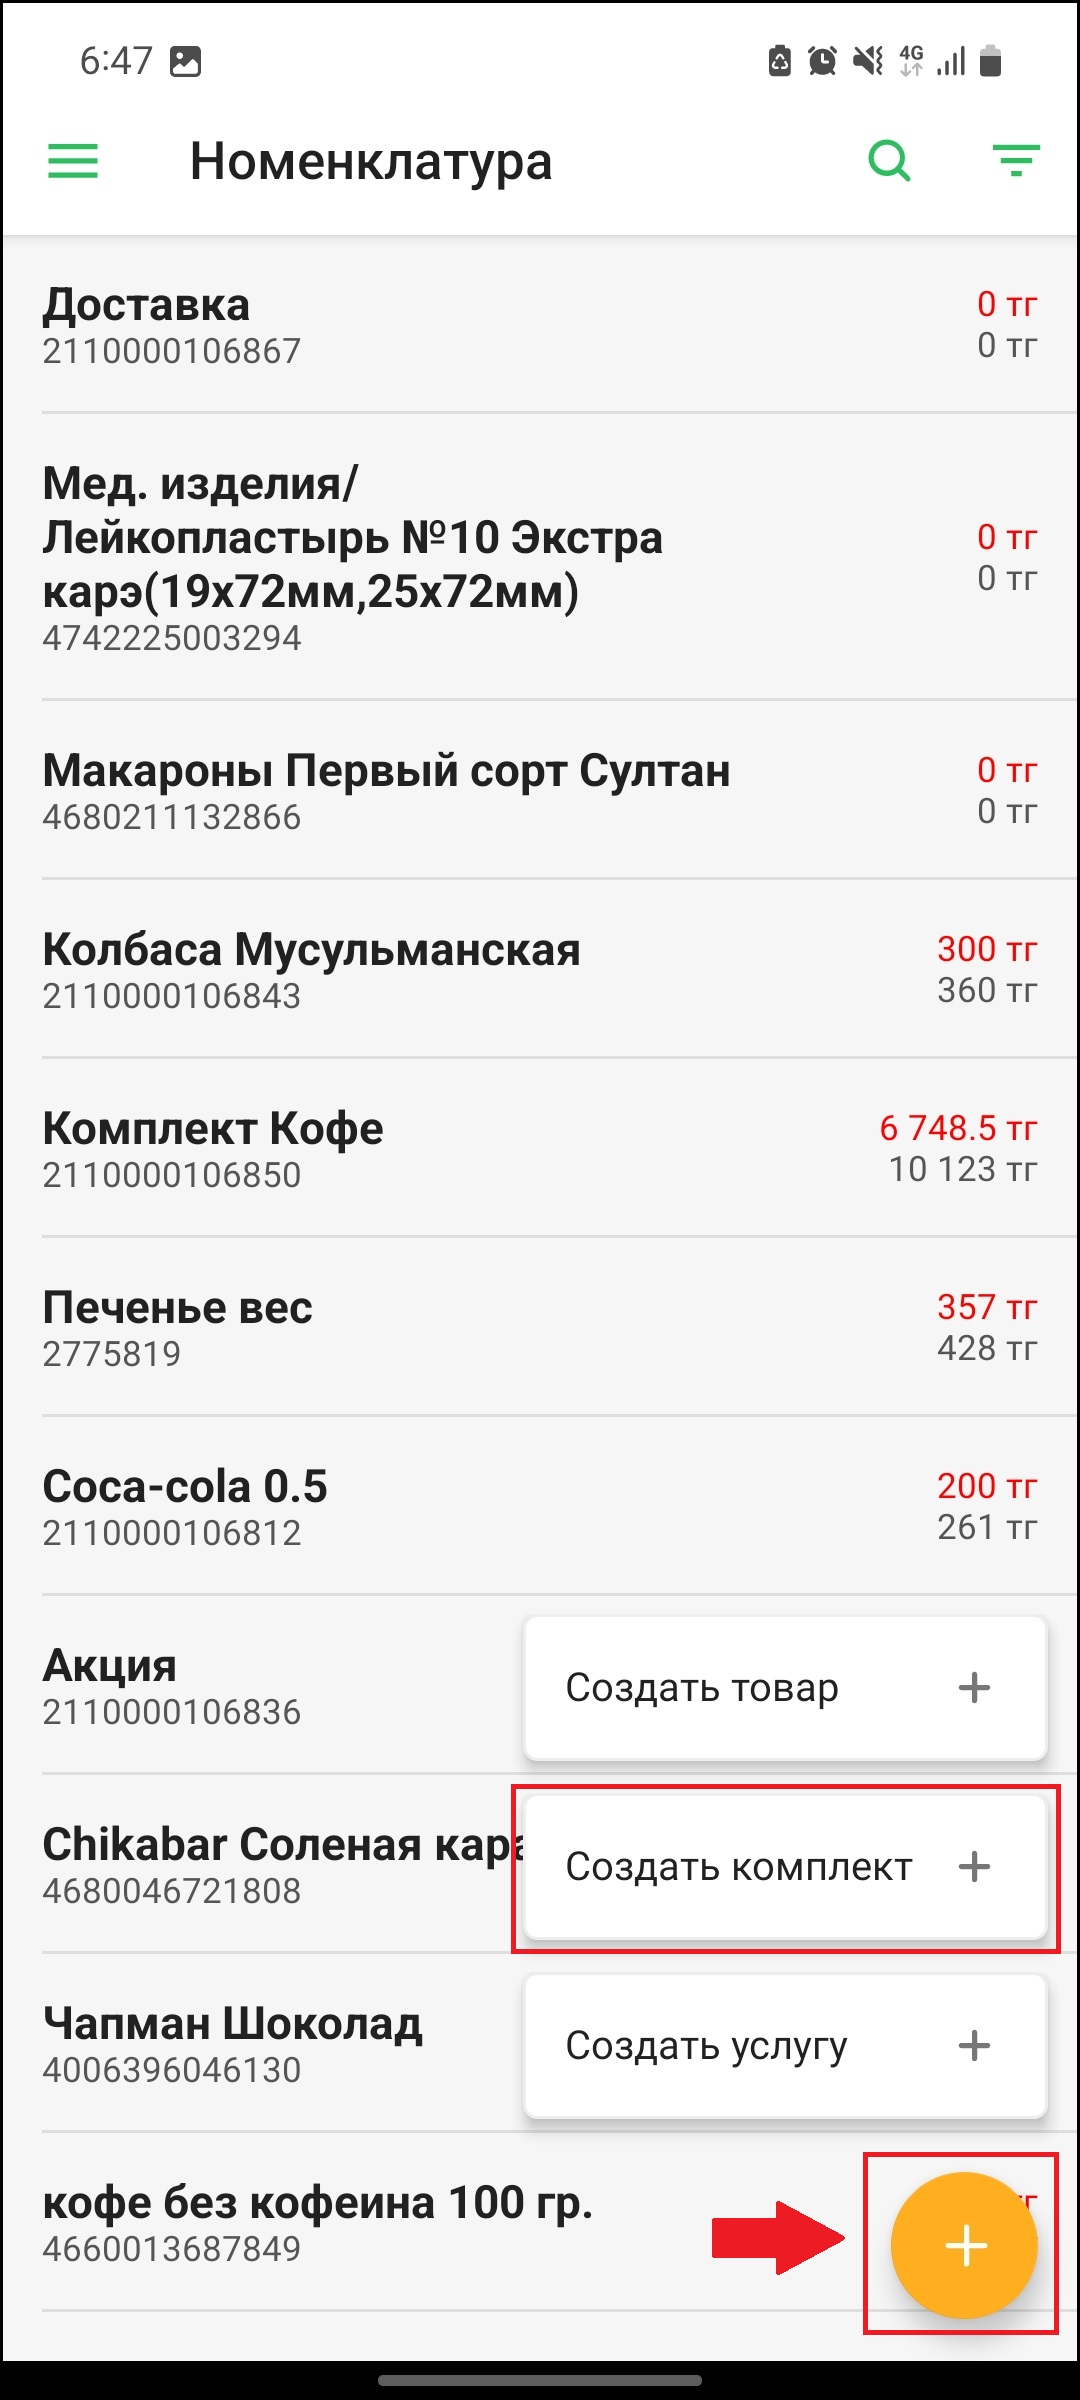 6:47
4G
Номенклатура
Доставка
0 тг
2110000106867
0 тг
Мед. изделия/
Лейкопластырь №10 Экстра
0 тг
карэ(19х72мм,25х72мм)
0 тг
4742225003294
Макароны Первый сорт Султан
0 тг
4680211132866
0 тг
Колбаса Мусульманская
300 тг
2110000106843
360 тг
Комплект Кофе
6 748.5 тг
2110000106850
10 123 тг
Печенье вес
357 тг
2775819
428 тг
Coca-cola 0.5
200 тг
2110000106812
261 тг
Акция
2110000106836
Создать товар
Chikabar Соленая кара
4680046721808
Создать комплект
Чапман Шоколад
4006396046130
Создать услугу
кофе без кофеина 100 гр.
4660013687849